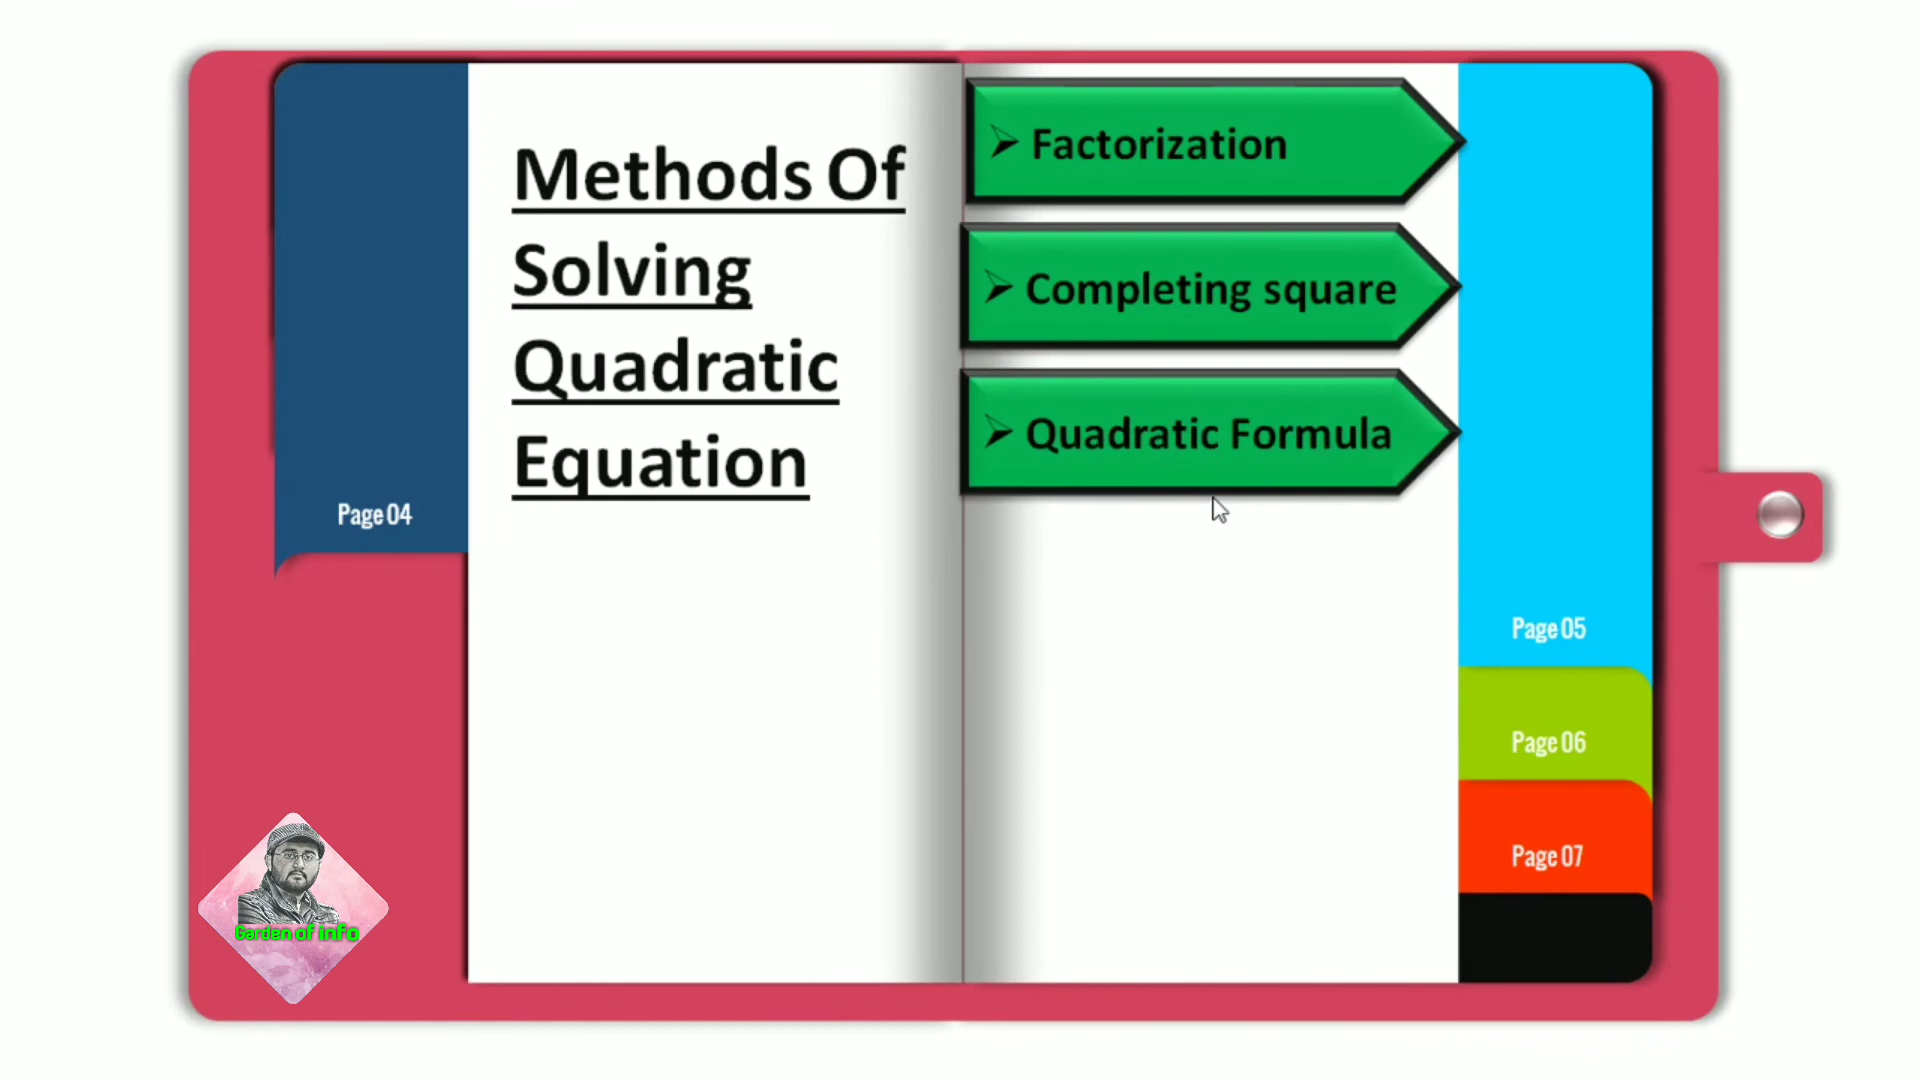 Methods Of
Solving
Quadratic
Equation
Page 04
➢ Factorization
➢ Completing square
➢ Quadratic Formula
Page 05
Page 06
Page 07
Garden of info